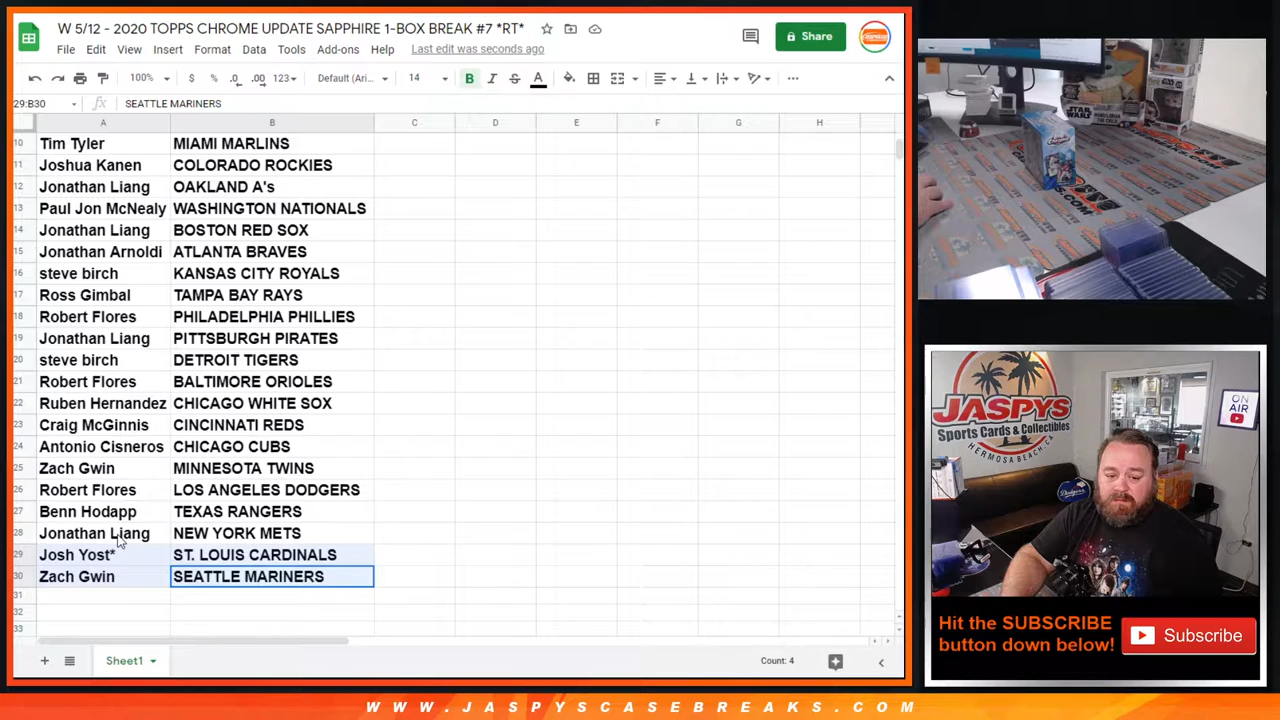 W 5/12 - 2020 TOPPS CHROME UPDATE SAPPHIRE 1-BOX BREAK #7 *RT*
File Edit View Insert Format Data Tools Add-ons Help Last edit was seconds ago
Share
100% $ % .0 .00 123 Default (Ari... 14 B I S A
29:B30 fx SEATTLE MARINERS
A B C D E F G H
10 Tim Tyler MIAMI MARLINS
11 Joshua Kanen COLORADO ROCKIES
12 Jonathan Liang OAKLAND A's
13 Paul Jon McNealy WASHINGTON NATIONALS
14 Jonathan Liang BOSTON RED SOX
15 Jonathan Arnoldi ATLANTA BRAVES
16 steve birch KANSAS CITY ROYALS
17 Ross Gimbal TAMPA BAY RAYS
18 Robert Flores PHILADELPHIA PHILLIES
19 Jonathan Liang PITTSBURGH PIRATES
20 steve birch DETROIT TIGERS
21 Robert Flores BALTIMORE ORIOLES
22 Ruben Hernandez CHICAGO WHITE SOX
23 Craig McGinnis CINCINNATI REDS
24 Antonio Cisneros CHICAGO CUBS
25 Zach Gwin MINNESOTA TWINS
26 Robert Flores LOS ANGELES DODGERS
27 Benn Hodapp TEXAS RANGERS
28 Jonathan Liang NEW YORK METS
29 Josh Yost* ST. LOUIS CARDINALS
30 Zach Gwin SEATTLE MARINERS
31
32
33
Sheet1
Count: 4
STAR WARS
JASPYS
Sports Cards & Collectibles
HERMOSA BEACH, CA
ON AIR
Dodgers
Hit the SUBSCRIBE
button down below!
Subscribe
WWW.JASPYSCASEBREAKS.COM